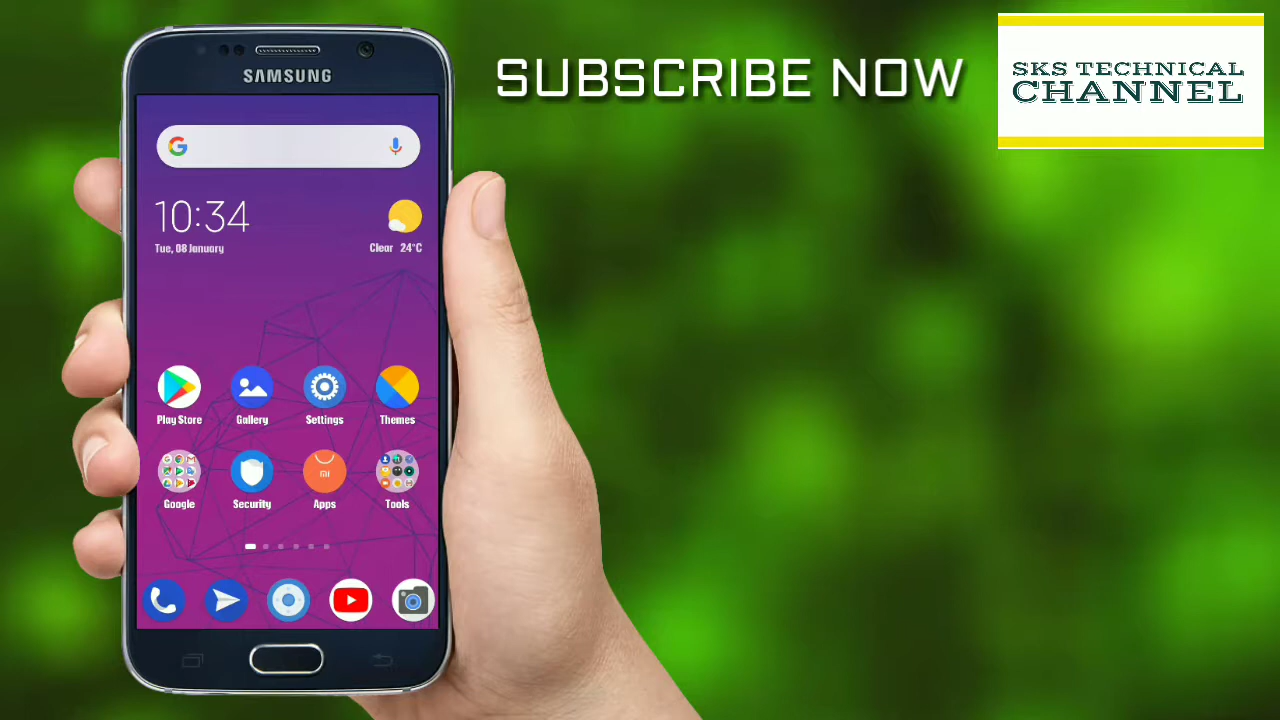 SUBSCRIBE NOW
SKS TECHNICAL
CHANNEL
SAMSUNG
10:34
Tue, 08 January
Clear 24°C
Play Store
Gallery
Settings
Themes
Google
Security
Apps
Tools